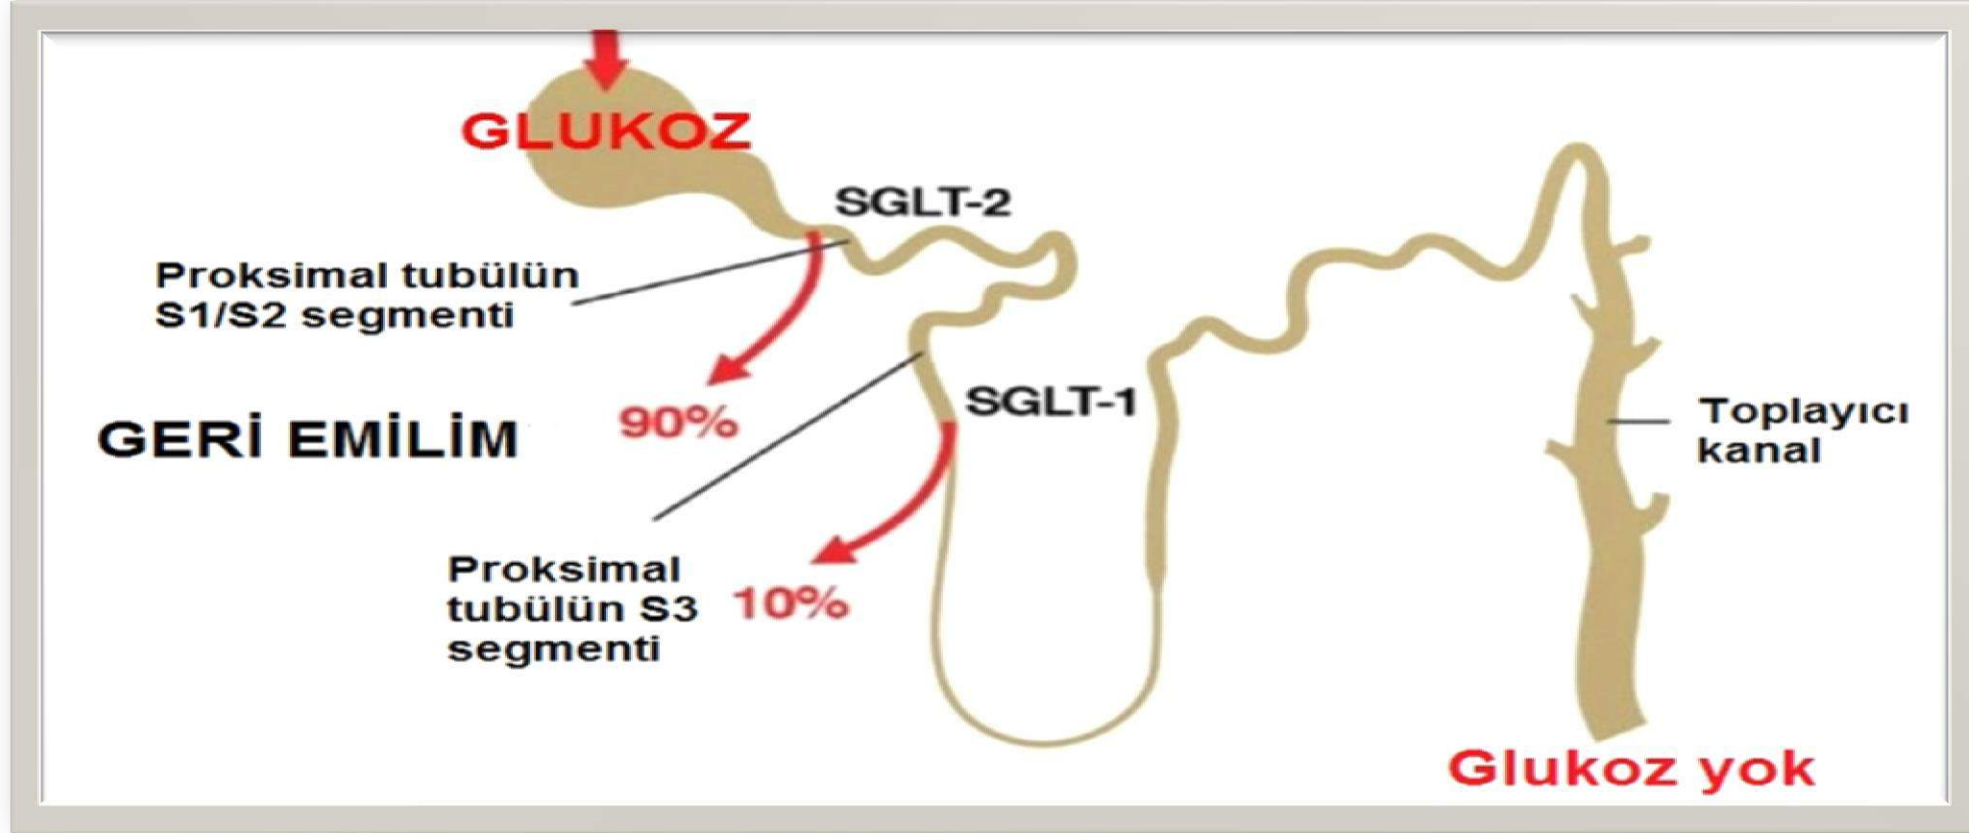 GLUKOZ
SGLT-2
Proksimal tubülün
S1/S2 segmenti
90%
GERİ EMİLİM
SGLT-1
Proksimal
tubülün S3
segmenti
10%
Toplayıcı
kanal
Glukoz yok